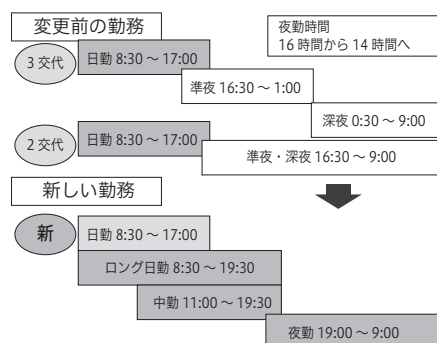 変更前の勤務
夜勤時間
16 時間から 14 時間へ
3 交代
日勤 8:30 ～ 17:00
準夜 16:30 ～ 1:00
深夜 0:30 ～ 9:00
2 交代
日勤 8:30 ～ 17:00
準夜・深夜 16:30 ～ 9:00
新しい勤務
新
日勤 8:30 ～ 17:00
ロング日勤 8:30 ～ 19:30
中勤 11:00 ～ 19:30
夜勤 19:00 ～ 9:00